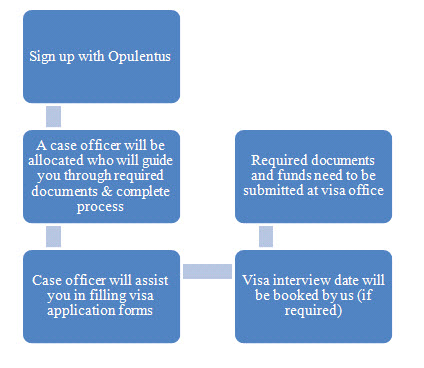 Sign up with Opulentus
A case officer will be
allocated who will guide
you through required
documents & complete
process
Case officer will assist
you in filling visa
application forms
Visa interview date will
be booked by us (if
required)
Required documents
and funds need to be
submitted at visa office